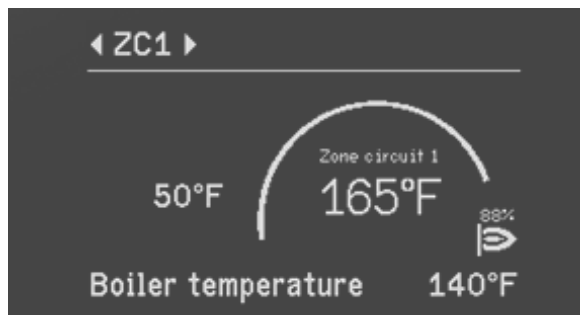 ZC1
Zone circuit 1
50°F 165°F
88%
Boiler temperature 140°F